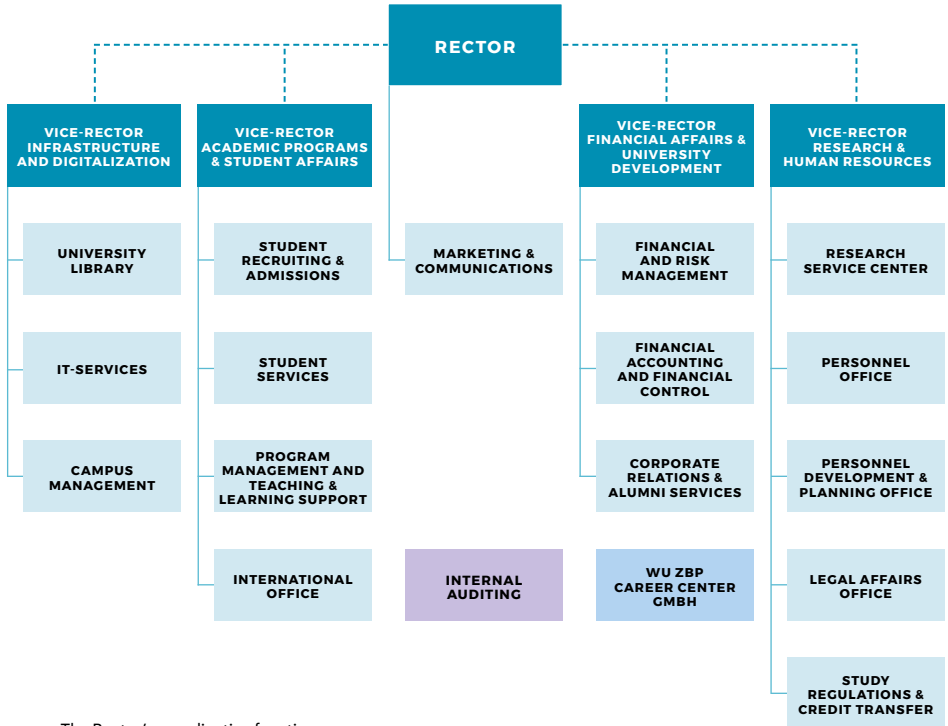 RECTOR
VICE-RECTOR
INFRASTRUCTURE
AND DIGITALIZATION
VICE-RECTOR
ACADEMIC PROGRAMS
& STUDENT AFFAIRS
VICE-RECTOR
FINANCIAL AFFAIRS &
UNIVERSITY
DEVELOPMENT
VICE-RECTOR
RESEARCH &
HUMAN RESOURCES
UNIVERSITY
LIBRARY
STUDENT
RECRUITING &
ADMISSIONS
MARKETING &
COMMUNICATIONS
FINANCIAL
AND RISK
MANAGEMENT
RESEARCH
SERVICE CENTER
IT-SERVICES
STUDENT
SERVICES
FINANCIAL
ACCOUNTING
AND FINANCIAL
CONTROL
PERSONNEL
OFFICE
CAMPUS
MANAGEMENT
PROGRAM
MANAGEMENT AND
TEACHING &
LEARNING SUPPORT
CORPORATE
RELATIONS &
ALUMNI SERVICES
PERSONNEL
DEVELOPMENT &
PLANNING OFFICE
INTERNATIONAL
OFFICE
INTERNAL
AUDITING
WU ZBP
CAREER CENTER
GMBH
LEGAL AFFAIRS
OFFICE
STUDY
REGULATIONS &
CREDIT TRANSFER